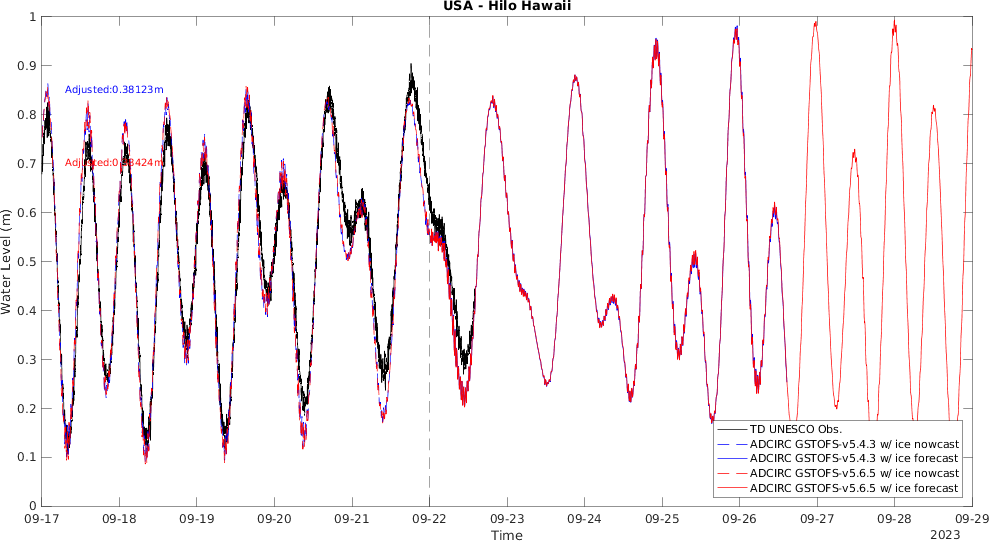 USA - Hilo Hawaii
1
0.9
0.8
0.7
0.6
0.5
0.4
0.3
0.2
0.1
0
Water Level (m)
Adjusted:0.38123m
TD UNESCO Obs.
ADCIRC GSTOFS-v5.4.3 w/ ice nowcast
ADCIRC GSTOFS-v5.4.3 w/ ice forecast
ADCIRC GSTOFS-v5.6.5 w/ ice nowcast
ADCIRC GSTOFS-v5.6.5 w/ ice forecast
09-17 09-18 09-19 09-20 09-21 09-22 09-23 09-24 09-25 09-26 09-27 09-28 09-29
Time
2023